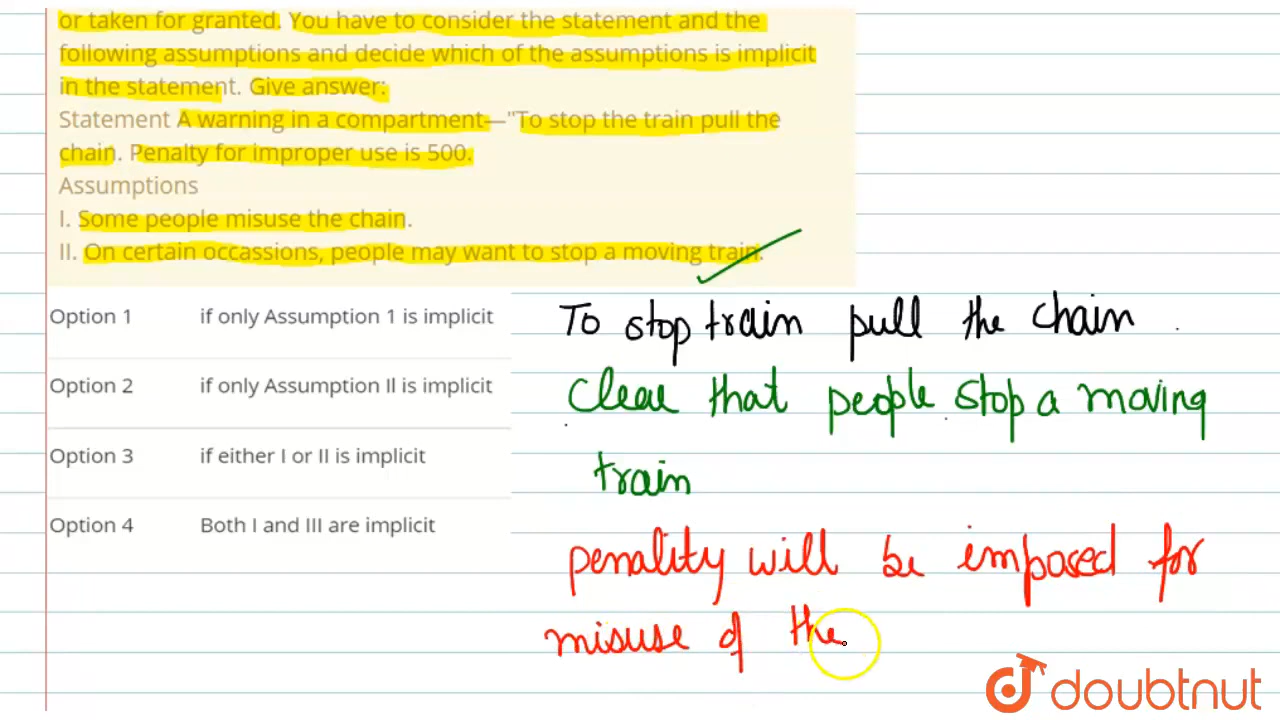 or taken for granted. You have to consider the statement and the
following assumptions and decide which of the assumptions is implicit
in the statement. Give answer:
Statement A warning in a compartment—"To stop the train pull the
chain. Penalty for improper use is 500.
Assumptions
I. Some people misuse the chain.
II. On certain occassions, people may want to stop a moving train.
Option 1 if only Assumption 1 is implicit
Option 2 if only Assumption II is implicit
Option 3 if either I or II is implicit
Option 4 Both I and III are implicit
To stop train pull the chain.
Clear that people stop a moving
train
penality will be imposed for
misuse of the
doubtnut